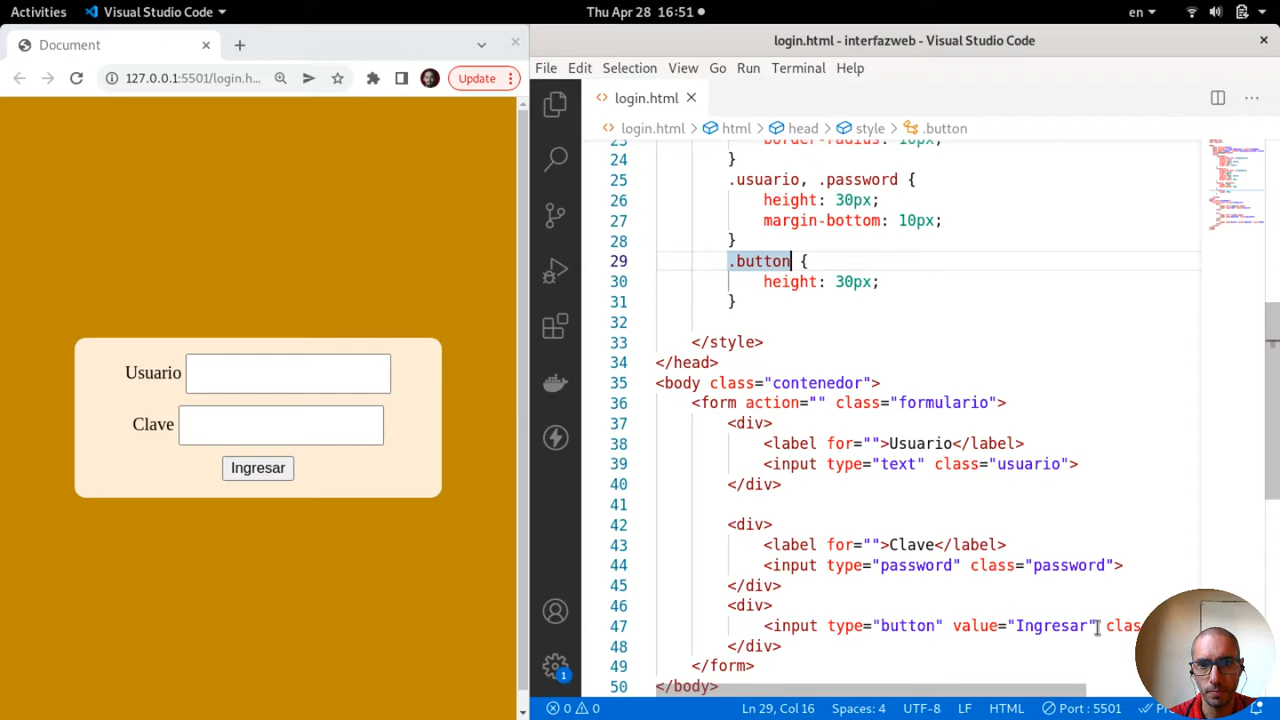 Activities Visual Studio Code Thu Apr 28 16:51 en
Document
127.0.0.1:5501/login.h... Update
Usuario
Clave
Ingresar
login.html - interfazweb - Visual Studio Code
File Edit Selection View Go Run Terminal Help
login.html
login.html > html > head > style > .button
23 border-radius: 10px;
24 }
25 .usuario, .password {
26 height: 30px;
27 margin-bottom: 10px;
28 }
29 .button {
30 height: 30px;
31 }
32
33 </style>
34 </head>
35 <body class="contenedor">
36 <form action="" class="formulario">
37 <div>
38 <label for="">Usuario</label>
39 <input type="text" class="usuario">
40 </div>
41
42 <div>
43 <label for="">Clave</label>
44 <input type="password" class="password">
45 </div>
46 <div>
47 <input type="button" value="Ingresar" clas
48 </div>
49 </form>
50 </body>
1
0 0 Ln 29, Col 16 Spaces: 4 UTF-8 LF HTML Port : 5501